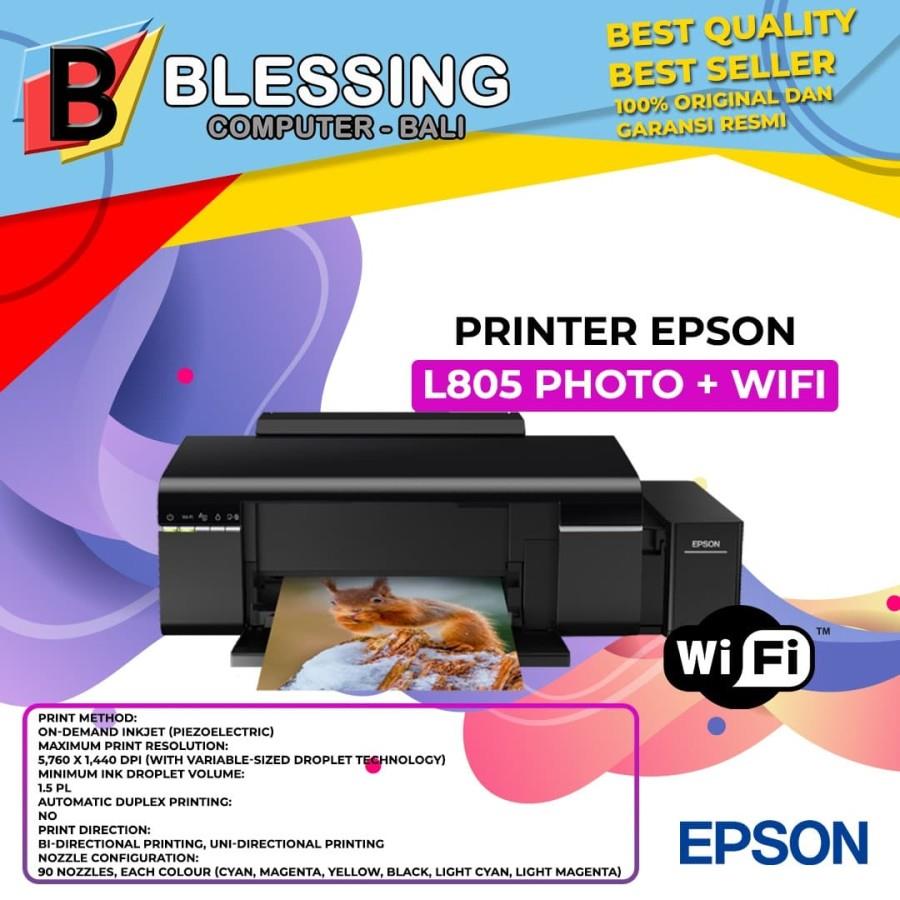 B
BLESSING
COMPUTER - BALI
BEST QUALITY
BEST SELLER
100% ORIGINAL DAN
GARANSI RESMI
PRINTER EPSON
L805 PHOTO + WIFI
Wi-Fi
EPSON
Wi Fi TM
PRINT METHOD:
ON-DEMAND INKJET (PIEZOELECTRIC)
MAXIMUM PRINT RESOLUTION:
5,760 X 1,440 DPI (WITH VARIABLE-SIZED DROPLET TECHNOLOGY)
MINIMUM INK DROPLET VOLUME:
1.5 PL
AUTOMATIC DUPLEX PRINTING:
NO
PRINT DIRECTION:
BI-DIRECTIONAL PRINTING, UNI-DIRECTIONAL PRINTING
NOZZLE CONFIGURATION:
90 NOZZLES, EACH COLOUR (CYAN, MAGENTA, YELLOW, BLACK, LIGHT CYAN, LIGHT MAGENTA)
EPSON